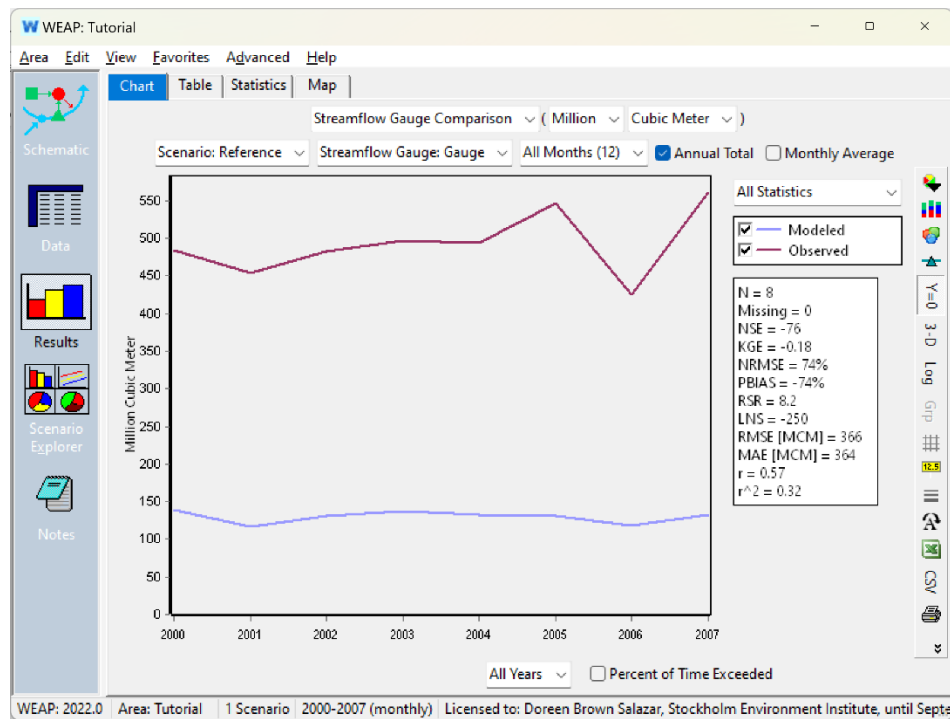 WEAP: Tutorial
Area Edit View Favorites Advanced Help
Chart Table Statistics Map
Streamflow Gauge Comparison ( Million Cubic Meter )
Scenario: Reference Streamflow Gauge: Gauge All Months (12) Annual Total Monthly Average
Schematic
Data
Results
Scenario
Explorer
Notes
Million Cubic Meter
550
500
450
400
350
300
250
200
150
100
50
0
2000 2001 2002 2003 2004 2005 2006 2007
All Statistics
Modeled
Observed
N = 8
Missing = 0
NSE = -76
KGE = -0.18
NRMSE = 74%
PBIAS = -74%
RSR = 8.2
LNS = -250
RMSE [MCM] = 366
MAE [MCM] = 364
r = 0.57
r^2 = 0.32
Y=0
3-D
Log
Grp
12.5
CSV
All Years Percent of Time Exceeded
WEAP: 2022.0 Area: Tutorial 1 Scenario 2000-2007 (monthly) Licensed to: Doreen Brown Salazar, Stockholm Environment Institute, until Septe